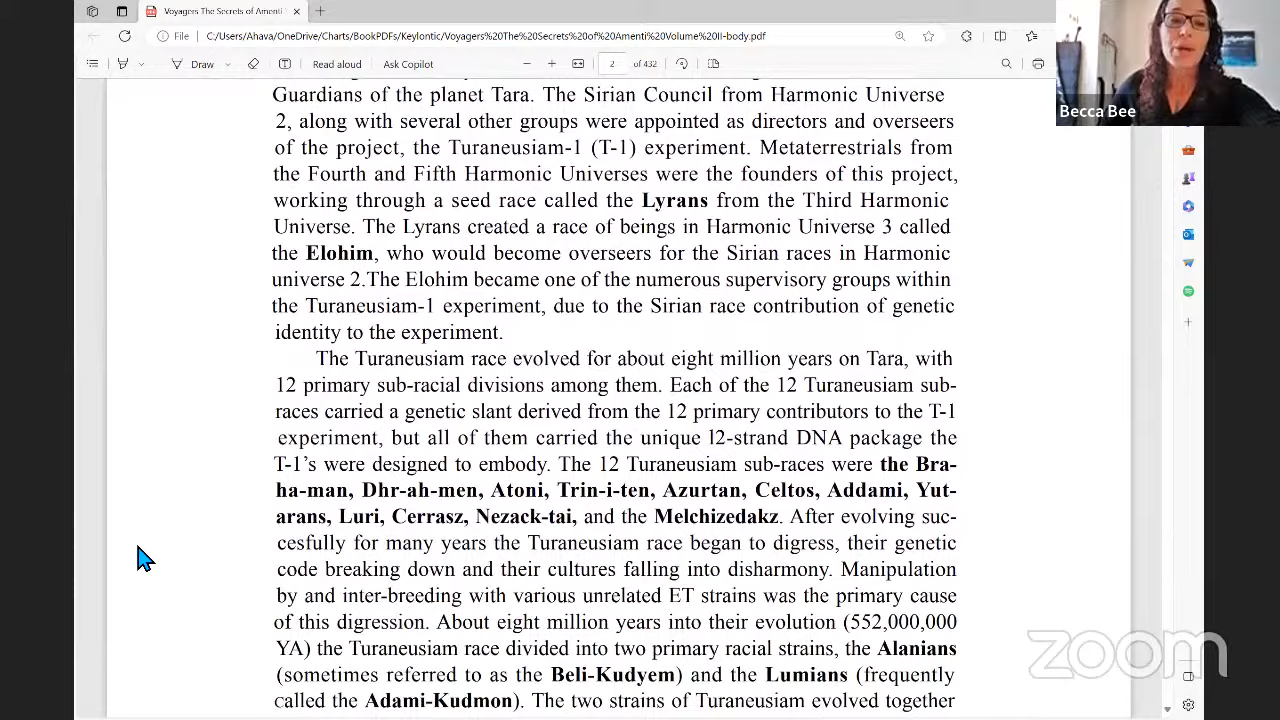 Voyagers The Secrets of Amenti
File
C:/Users/Ahava/OneDrive/Charts/BookPDFs/Keylontic/Voyagers%20The%20Secrets%20of%20Amenti%20Volume%20II-body.pdf
Draw
Read aloud
Ask Copilot
2
of 432
Becca Bee
Guardians of the planet Tara. The Sirian Council from Harmonic Universe
2, along with several other groups were appointed as directors and overseers
of the project, the Turaneusiam-1 (T-1) experiment. Metaterrestrials from
the Fourth and Fifth Harmonic Universes were the founders of this project,
working through a seed race called the Lyrans from the Third Harmonic
Universe. The Lyrans created a race of beings in Harmonic Universe 3 called
the Elohim, who would become overseers for the Sirian races in Harmonic
universe 2.The Elohim became one of the numerous supervisory groups within
the Turaneusiam-1 experiment, due to the Sirian race contribution of genetic
identity to the experiment.
The Turaneusiam race evolved for about eight million years on Tara, with
12 primary sub-racial divisions among them. Each of the 12 Turaneusiam sub-
races carried a genetic slant derived from the 12 primary contributors to the T-1
experiment, but all of them carried the unique l2-strand DNA package the
T-1’s were designed to embody. The 12 Turaneusiam sub-races were the Bra-
ha-man, Dhr-ah-men, Atoni, Trin-i-ten, Azurtan, Celtos, Addami, Yut-
arans, Luri, Cerrasz, Nezack-tai, and the Melchizedakz. After evolving suc-
cesfully for many years the Turaneusiam race began to digress, their genetic
code breaking down and their cultures falling into disharmony. Manipulation
by and inter-breeding with various unrelated ET strains was the primary cause
of this digression. About eight million years into their evolution (552,000,000
YA) the Turaneusiam race divided into two primary racial strains, the Alanians
(sometimes referred to as the Beli-Kudyem) and the Lumians (frequently
called the Adami-Kudmon). The two strains of Turaneusiam evolved together
zoom